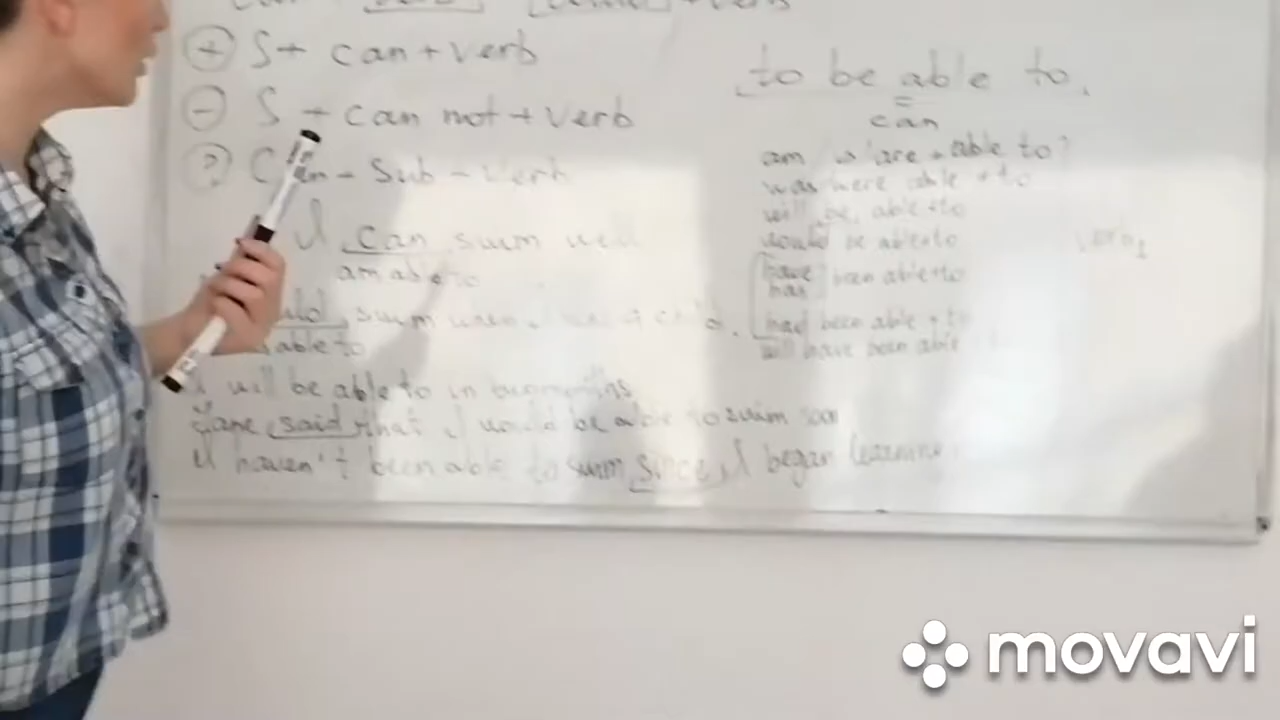 + S+ can+verb
- S + can not + verb
? Can - Sub - verb
I can swim well
am able to
swim when I was a child.
able to
I will be able to in
Jane said that I would be able to swim soon
I haven't been able to swim since I began learning
to be able to.
=
can
am / is / are + able to
was were able + to
will be able to
would be able to
have been able to
has
had been able + to
will have been able
Verb1
movavi